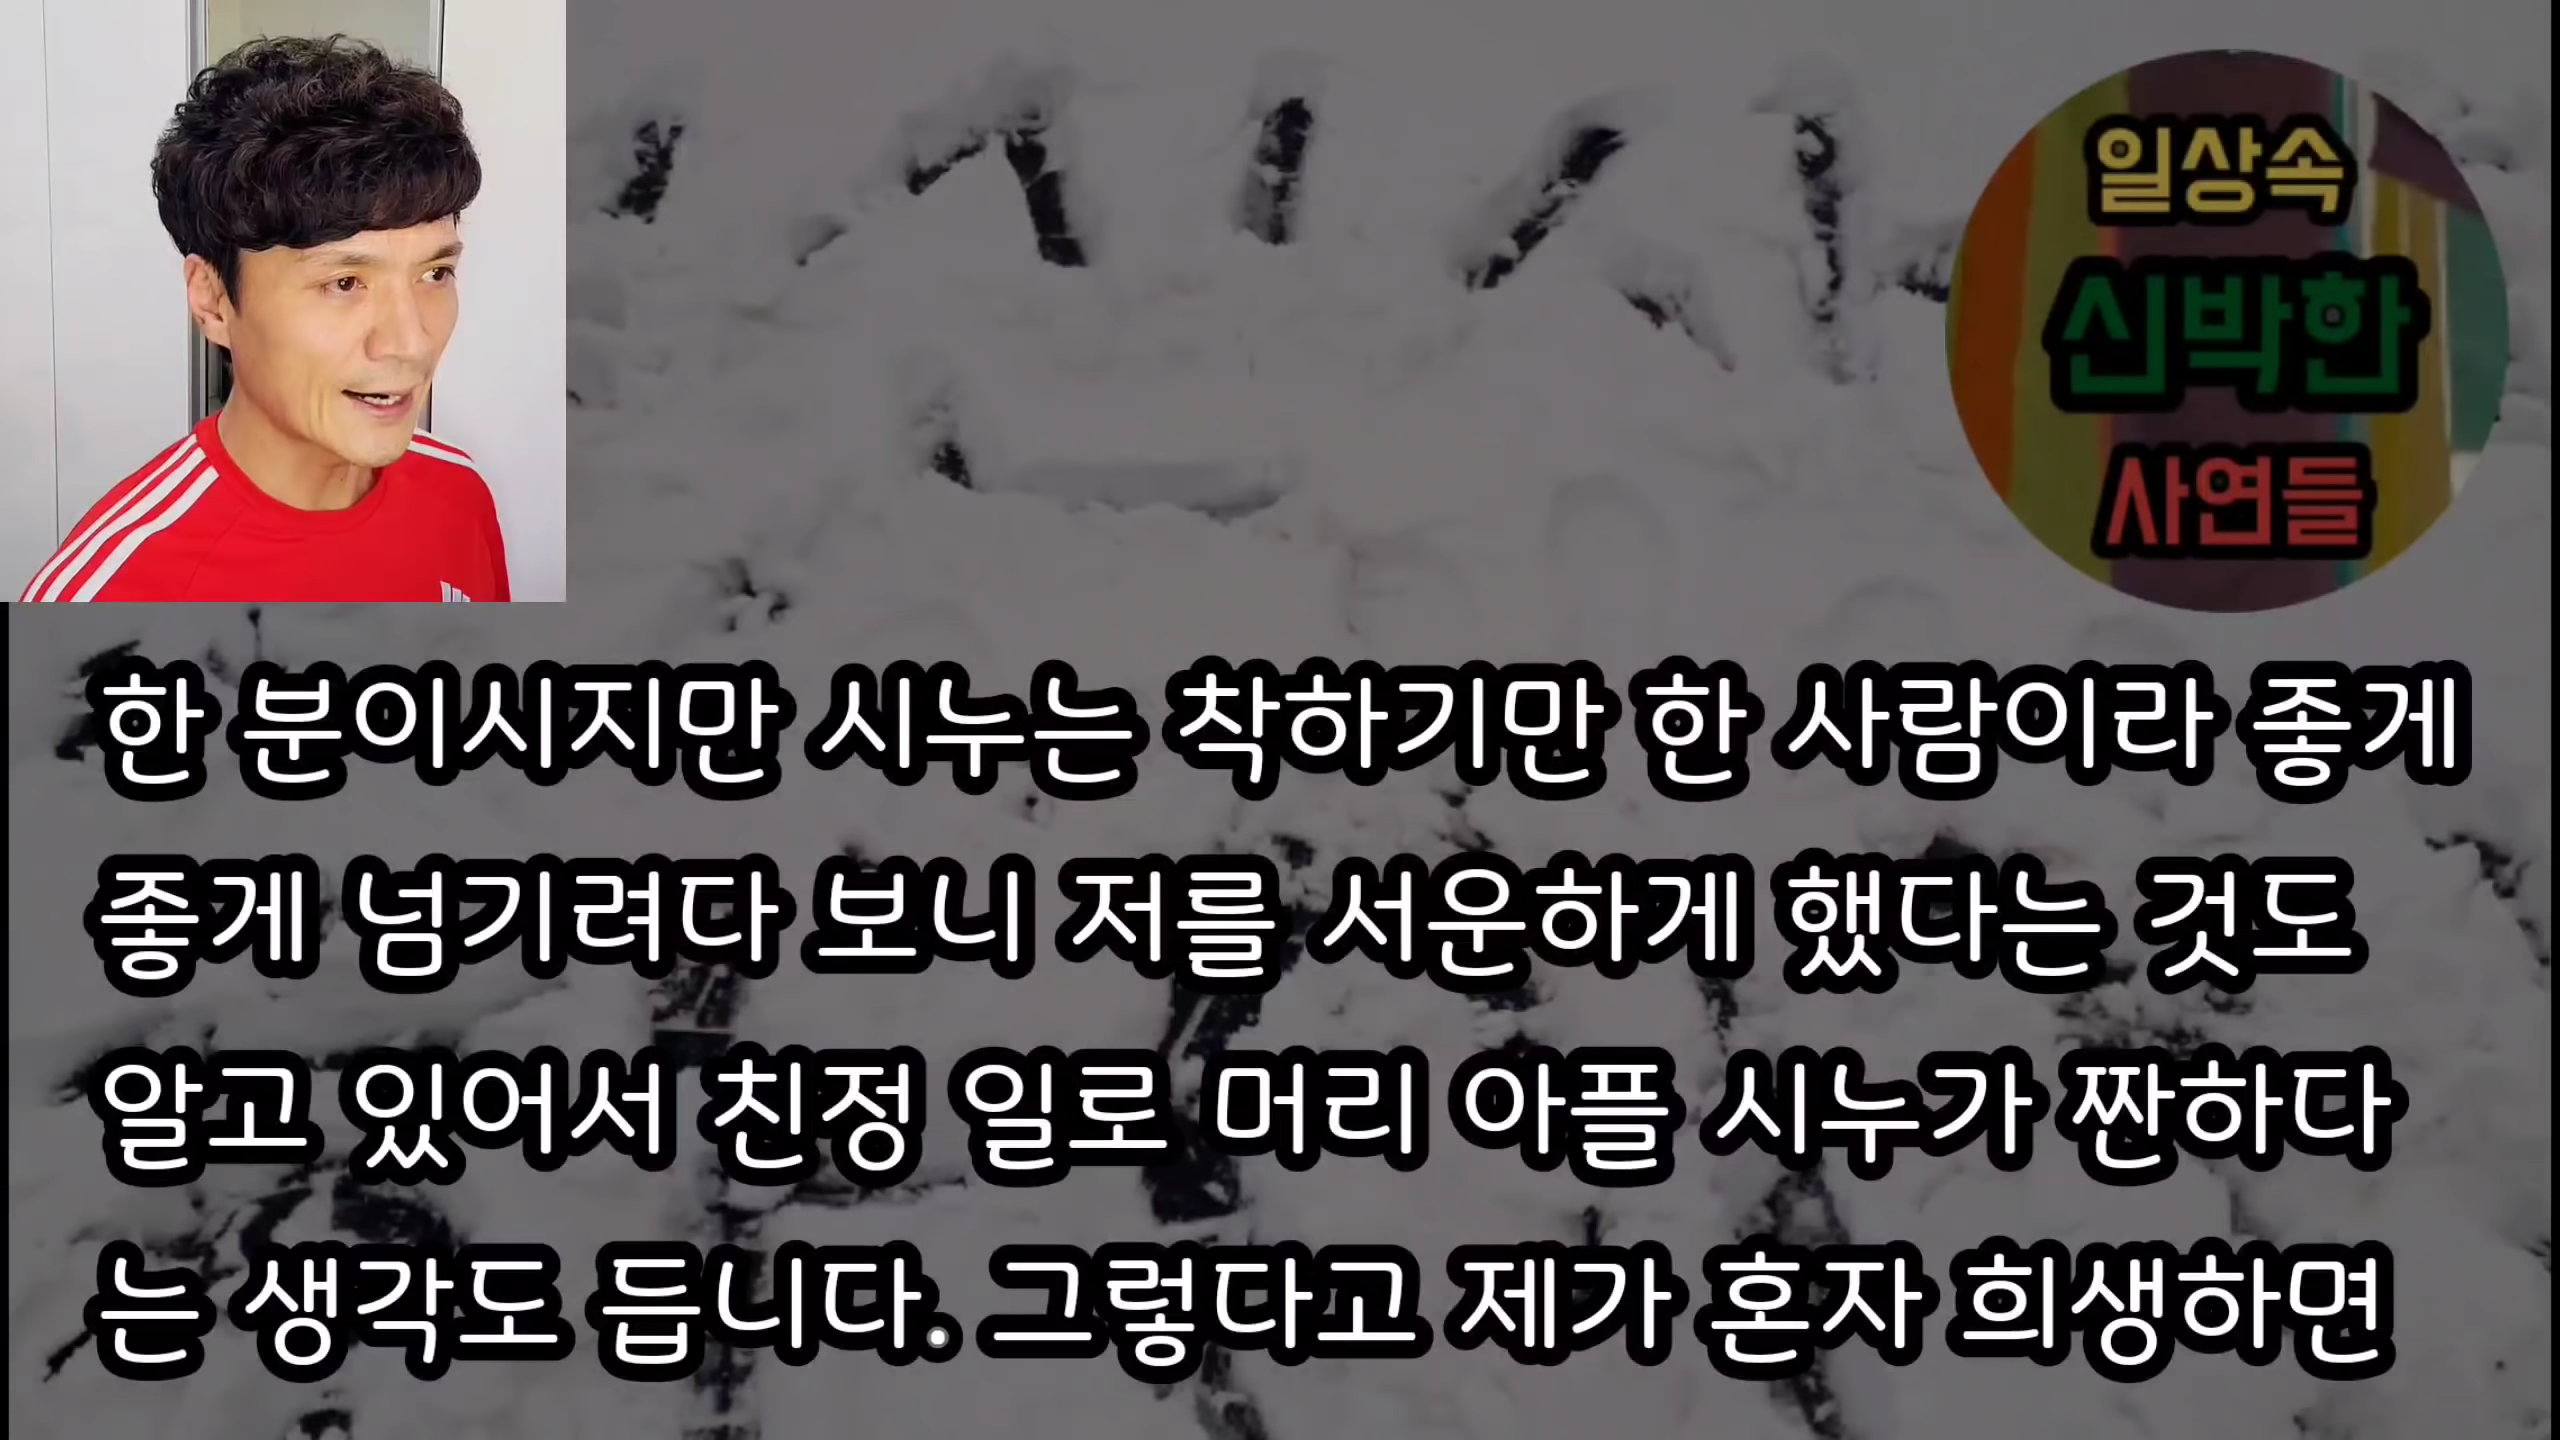 일상속
신박한
사연들
한 분이시지만 시누는 착하기만 한 사람이라 좋게
좋게 넘기려다 보니 저를 서운하게 했다는 것도
알고 있어서 친정 일로 머리 아플 시누가 짠하다
는 생각도 듭니다. 그렇다고 제가 혼자 희생하면